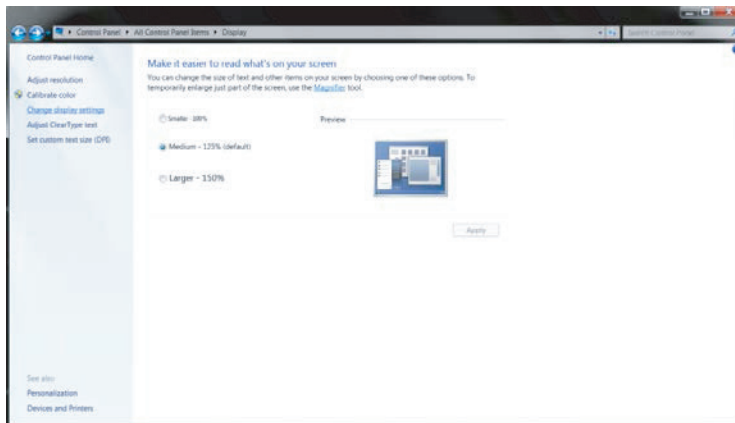 Control Panel ▸ All Control Panel Items ▸ Display
Search Control Panel
Control Panel Home
Adjust resolution
Calibrate color
Change display settings
Adjust ClearType text
Set custom text size (DPI)
Make it easier to read what's on your screen
You can change the size of text and other items on your screen by choosing one of these options. To
temporarily enlarge just part of the screen, use the Magnifier tool.
Smaller - 100%
Preview
Medium - 125% (default)
Larger - 150%
Apply
See also
Personalization
Devices and Printers